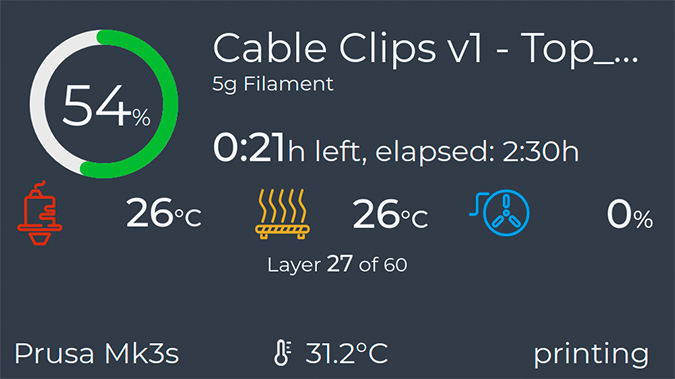 54%
Cable Clips v1 - Top_...
5g Filament
0:21h left, elapsed: 2:30h
26°C 26°C 0%
Layer 27 of 60
Prusa Mk3s 31.2°C printing